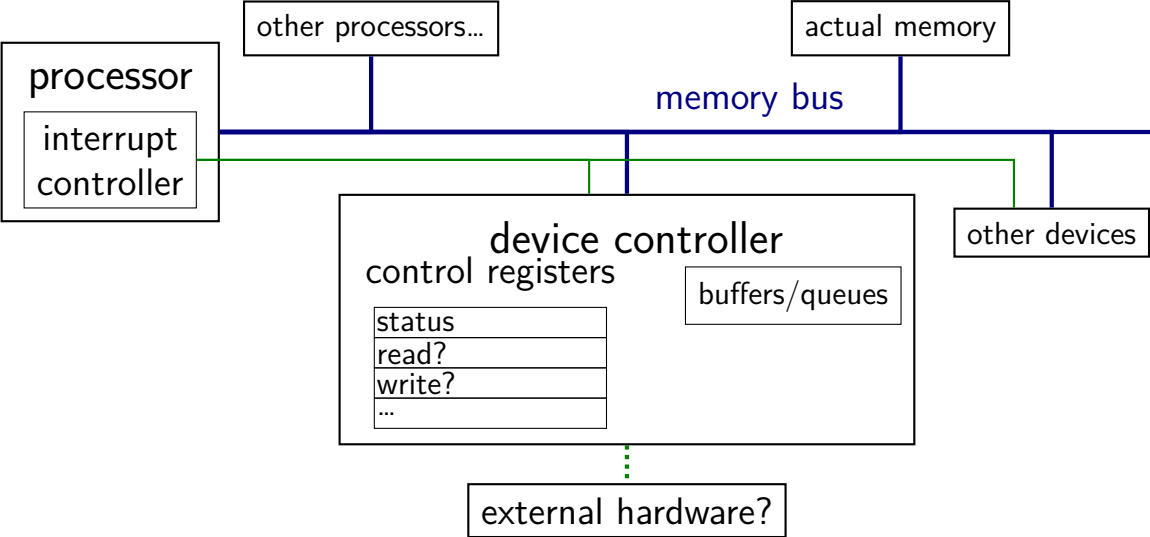 other processors…
actual memory
processor
memory bus
interrupt
controller
other devices
device controller
control registers
buffers/queues
status
read?
write?
…
external hardware?